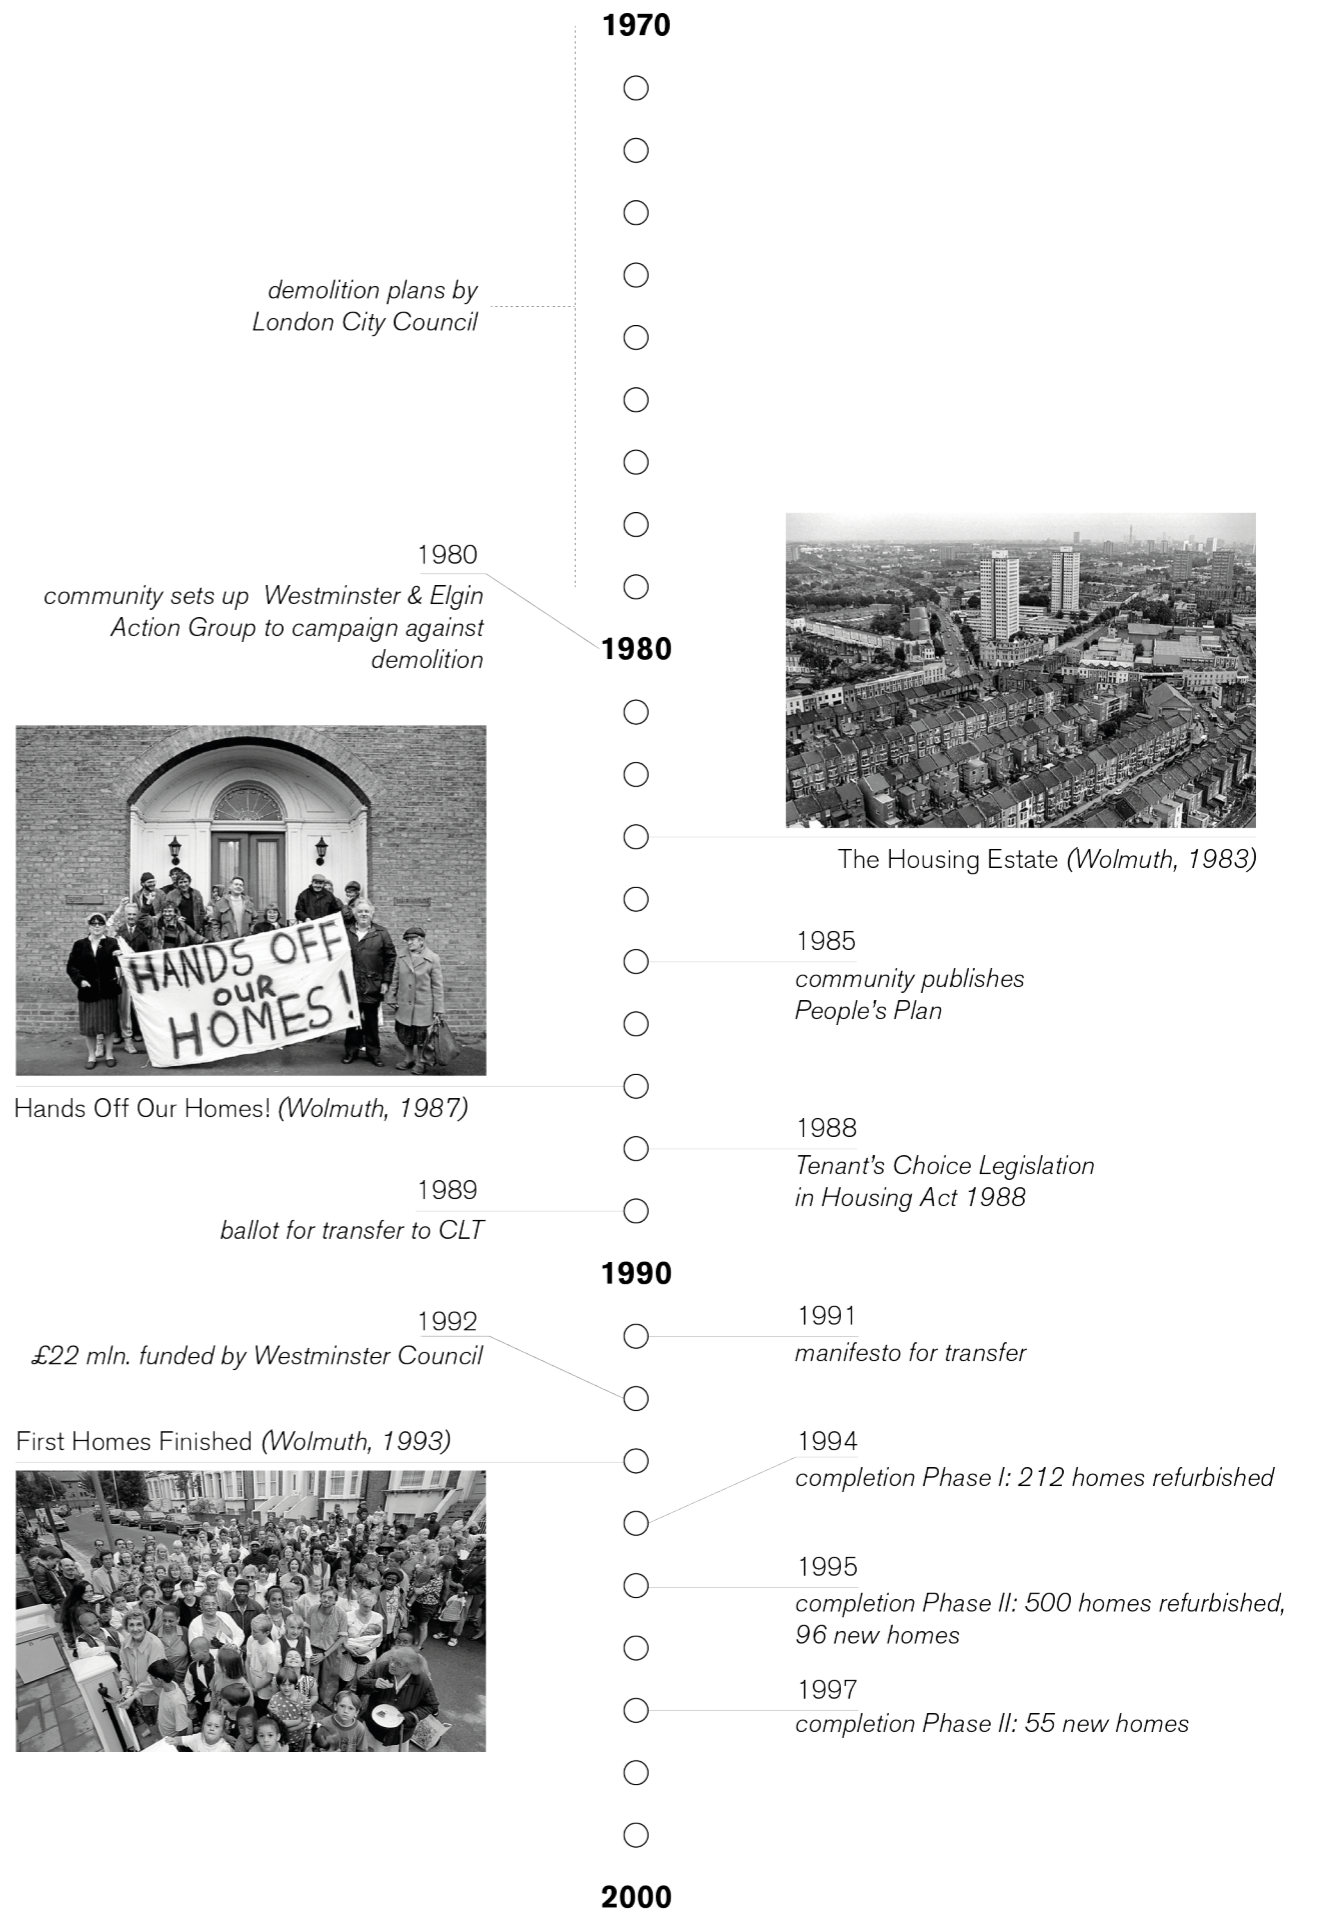 1970
demolition plans by
London City Council
1980
community sets up Westminster & Elgin
Action Group to campaign against
demolition
1980
The Housing Estate (Wolmuth, 1983)
HANDS OFF
OUR
HOMES!
1985
community publishes
People's Plan
Hands Off Our Homes! (Wolmuth, 1987)
1988
Tenant's Choice Legislation
in Housing Act 1988
1989
ballot for transfer to CLT
1990
1991
manifesto for transfer
1992
£22 mln. funded by Westminster Council
First Homes Finished (Wolmuth, 1993)
1994
completion Phase I: 212 homes refurbished
1995
completion Phase II: 500 homes refurbished,
96 new homes
1997
completion Phase II: 55 new homes
2000